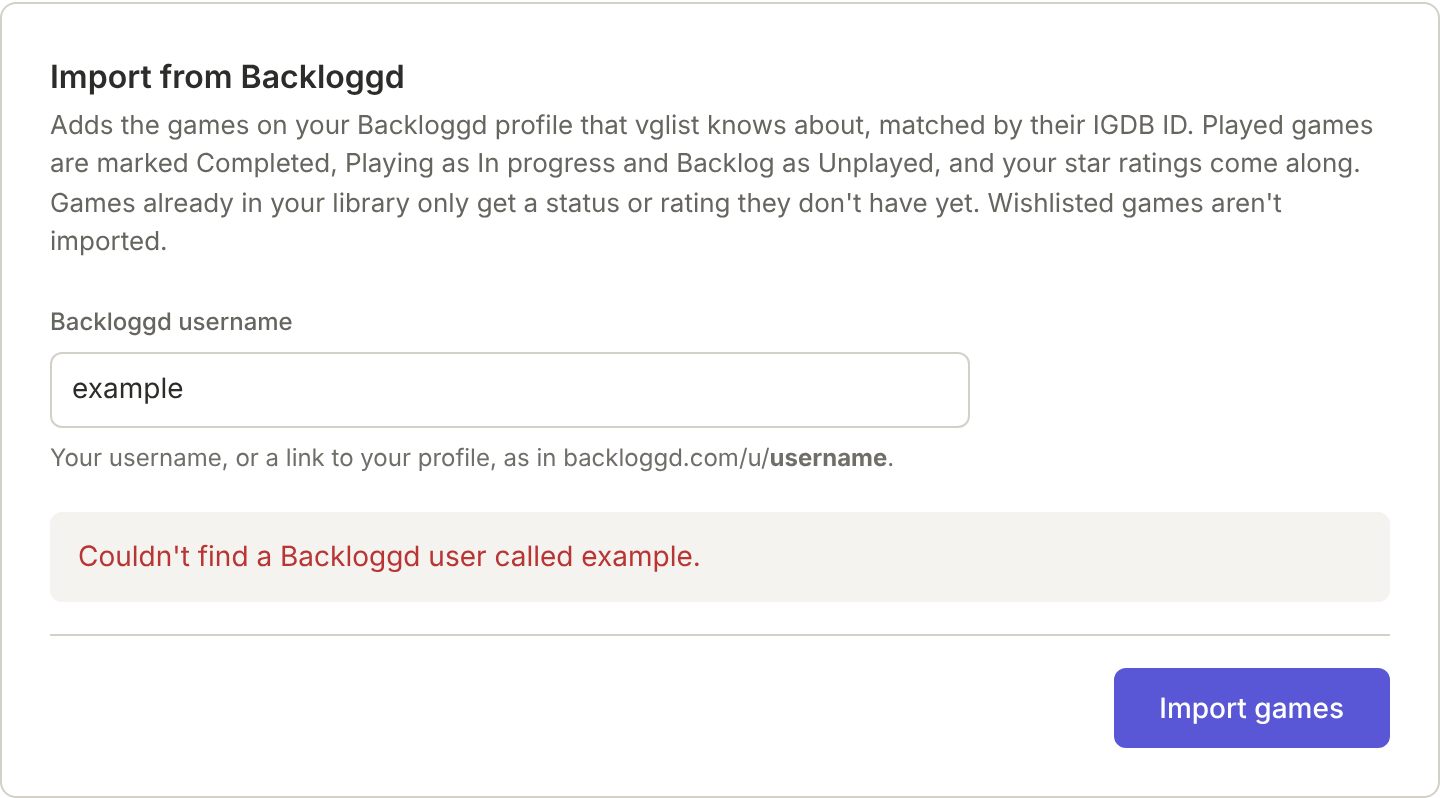 Import from Backloggd
Adds the games on your Backloggd profile that vglist knows about, matched by their IGDB ID. Played games
are marked Completed, Playing as In progress and Backlog as Unplayed, and your star ratings come along.
Games already in your library only get a status or rating they don't have yet. Wishlisted games aren't
imported.
Backloggd username
example
Your username, or a link to your profile, as in backloggd.com/u/username.
Couldn't find a Backloggd user called example.
Import games